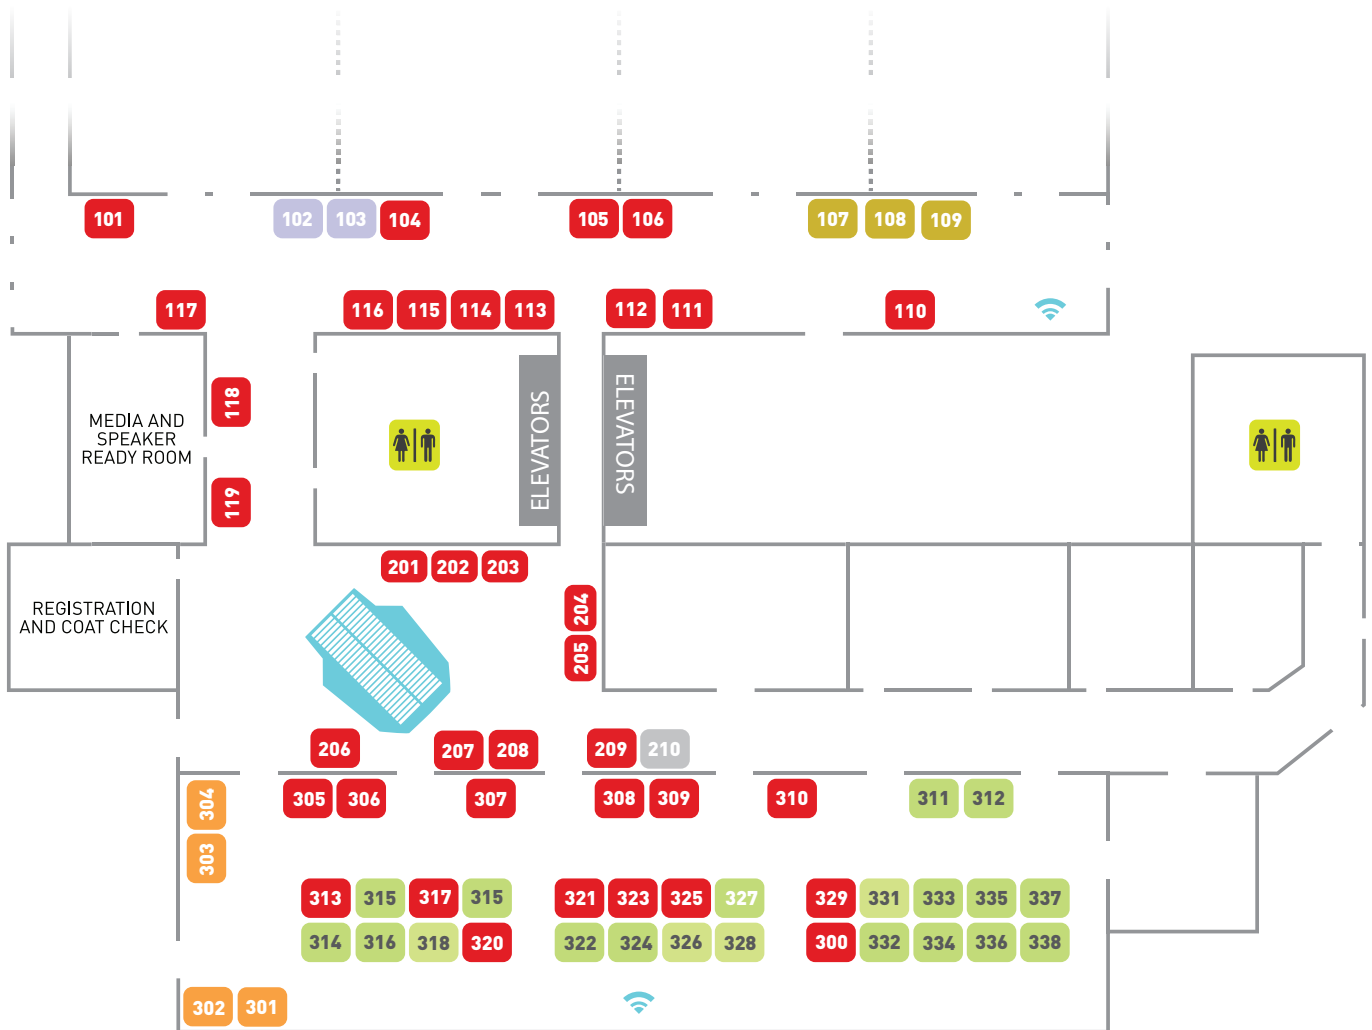 101 102 103 104 105 106 107 108 109
117 116 115 114 113 112 111 110
118
119
MEDIA AND
SPEAKER
READY ROOM
ELEVATORS
ELEVATORS
REGISTRATION
AND COAT CHECK
201 202 203
204
205
206 207 208 209 210
304
303
305 306 307 308 309 310 311 312
313 315 317 315 321 323 325 327 329 331 333 335 337
314 316 318 320 322 324 326 328 300 332 334 336 338
302 301